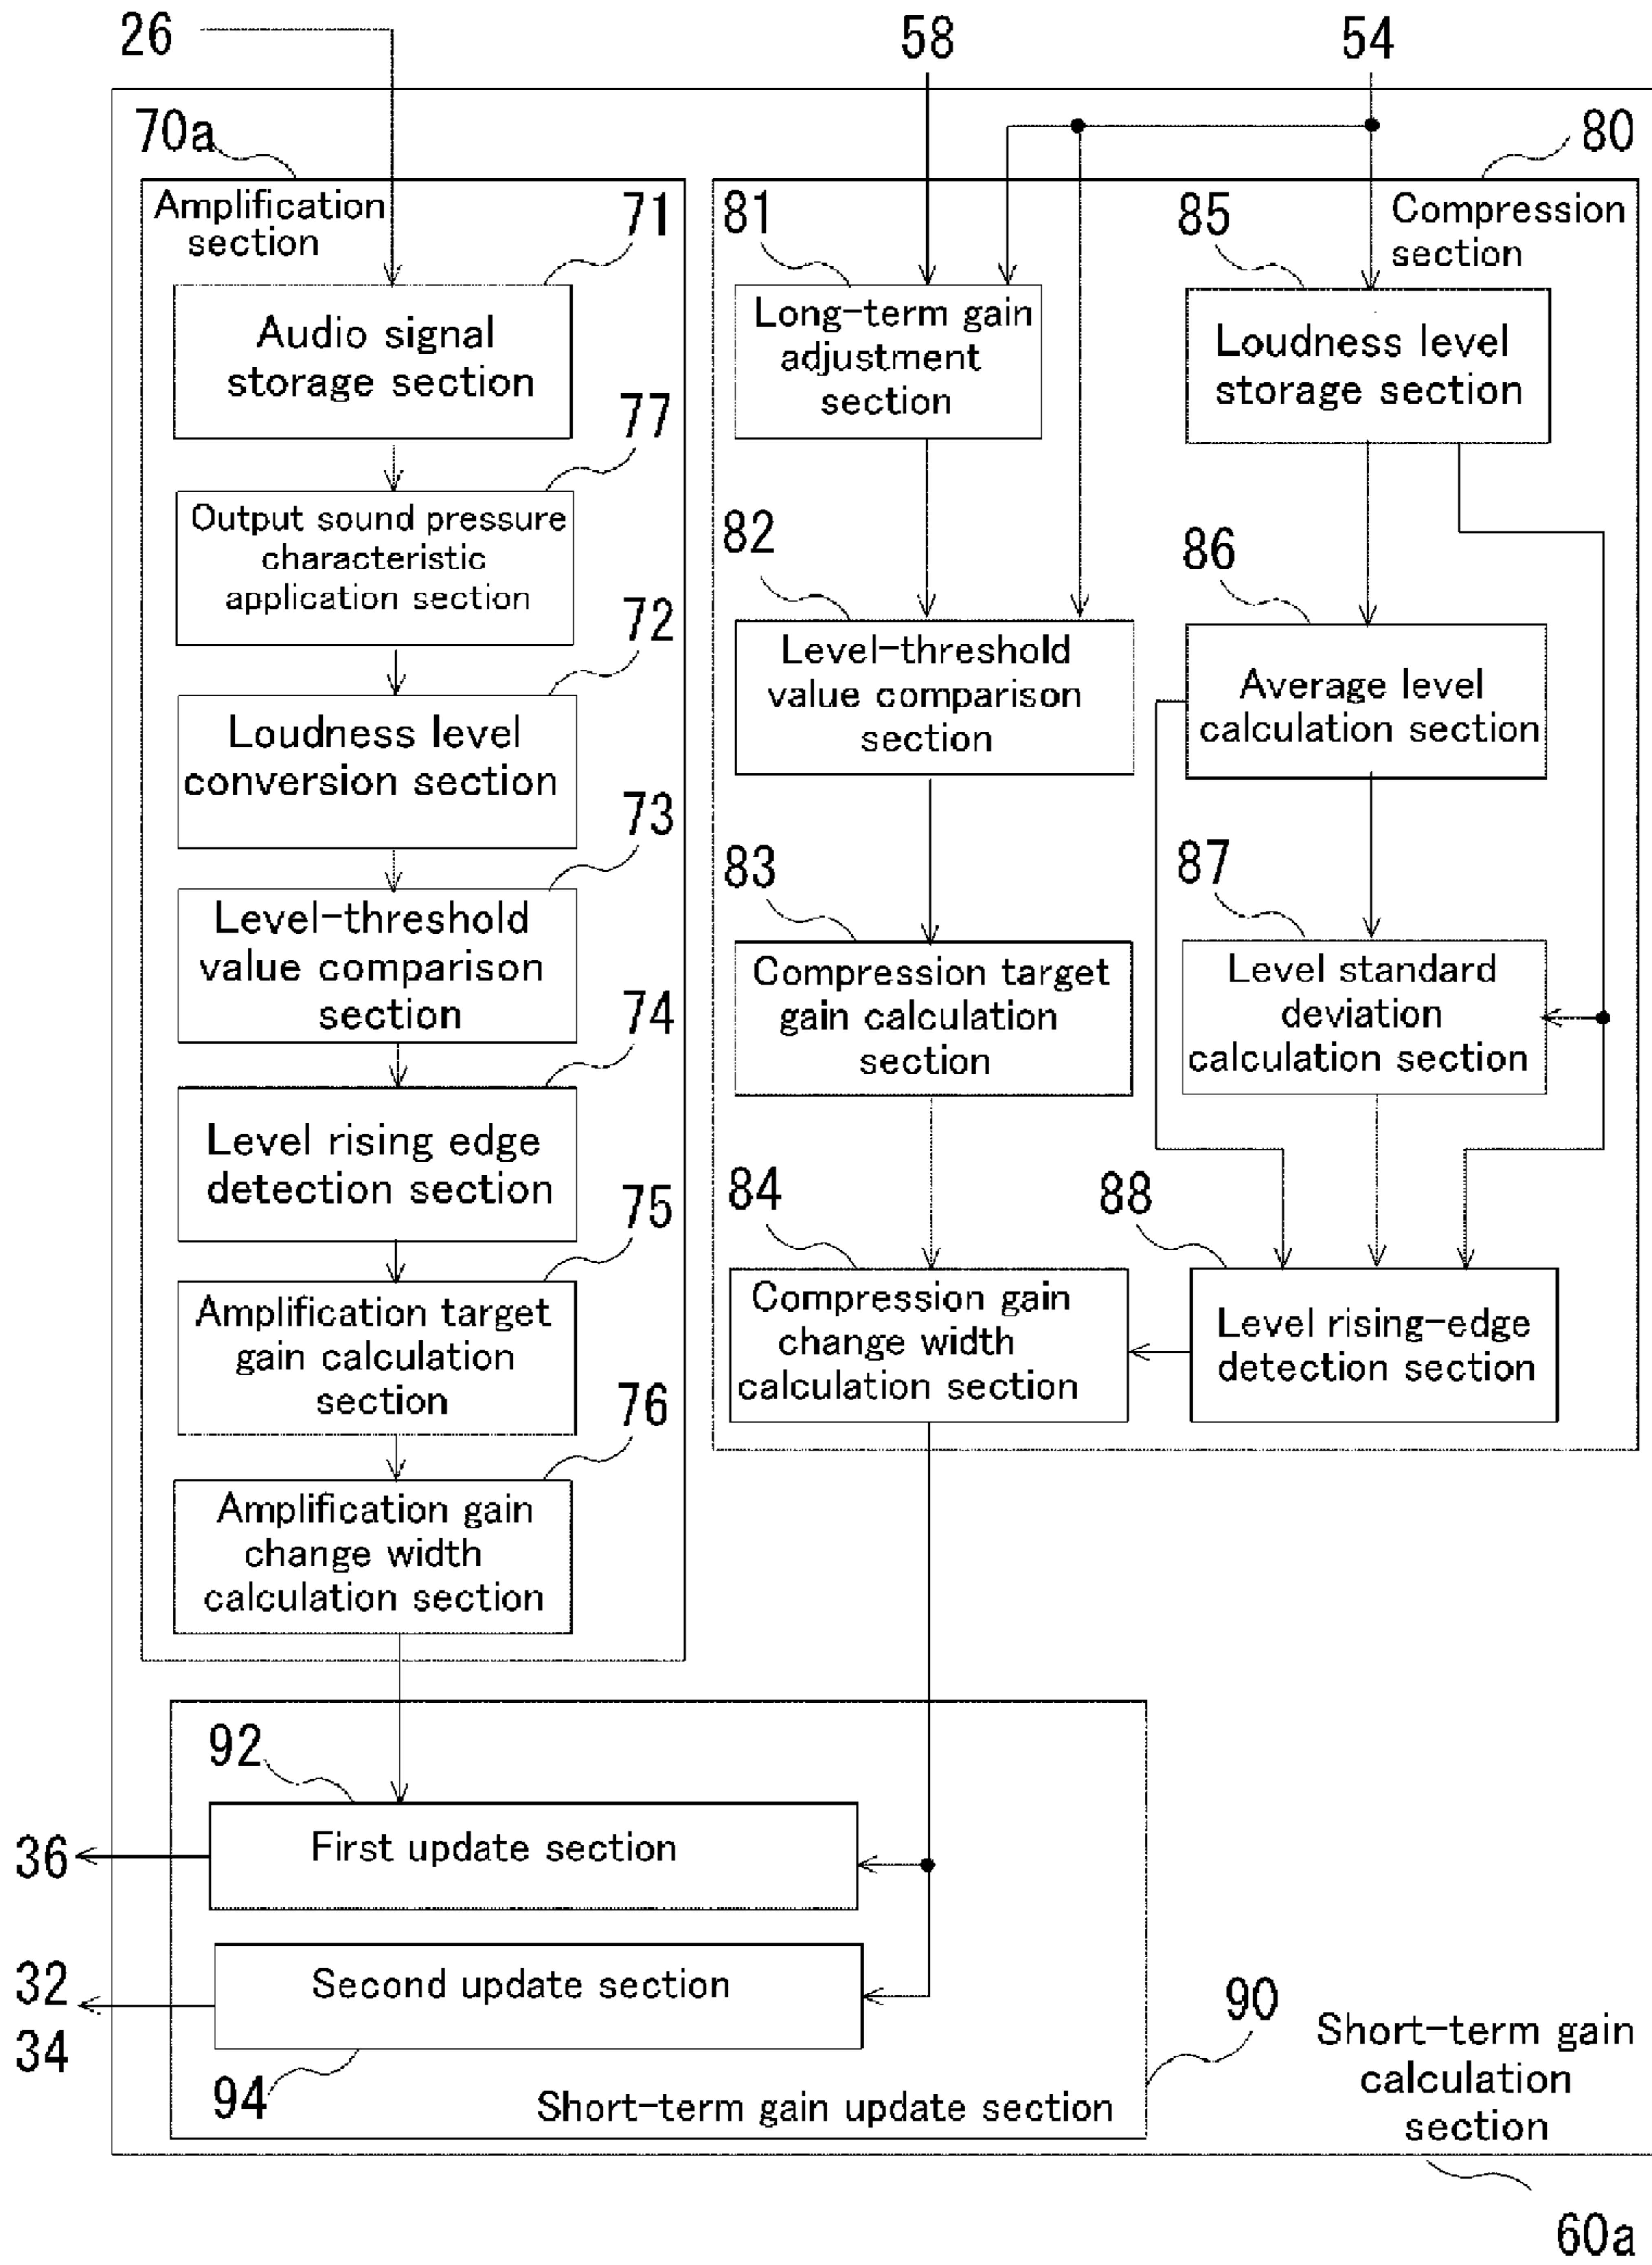 26
58
54
70a
80
Amplification
section
71
Audio signal
storage section
77
Output sound pressure
characteristic
application section
72
Loudness level
conversion section
73
Level-threshold
value comparison
section
74
Level rising edge
detection section
75
Amplification target
gain calculation
section
76
Amplification gain
change width
calculation section
Compression
section
81
Long-term gain
adjustment
section
82
Level-threshold
value comparison
section
83
Compression target
gain calculation
section
84
Compression gain
change width
calculation section
85
Loudness level
storage section
86
Average level
calculation section
87
Level standard
deviation
calculation section
88
Level rising-edge
detection section
92
First update section
36
Second update section
32
34
94
Short-term gain update section
90
Short-term gain
calculation
section
60a